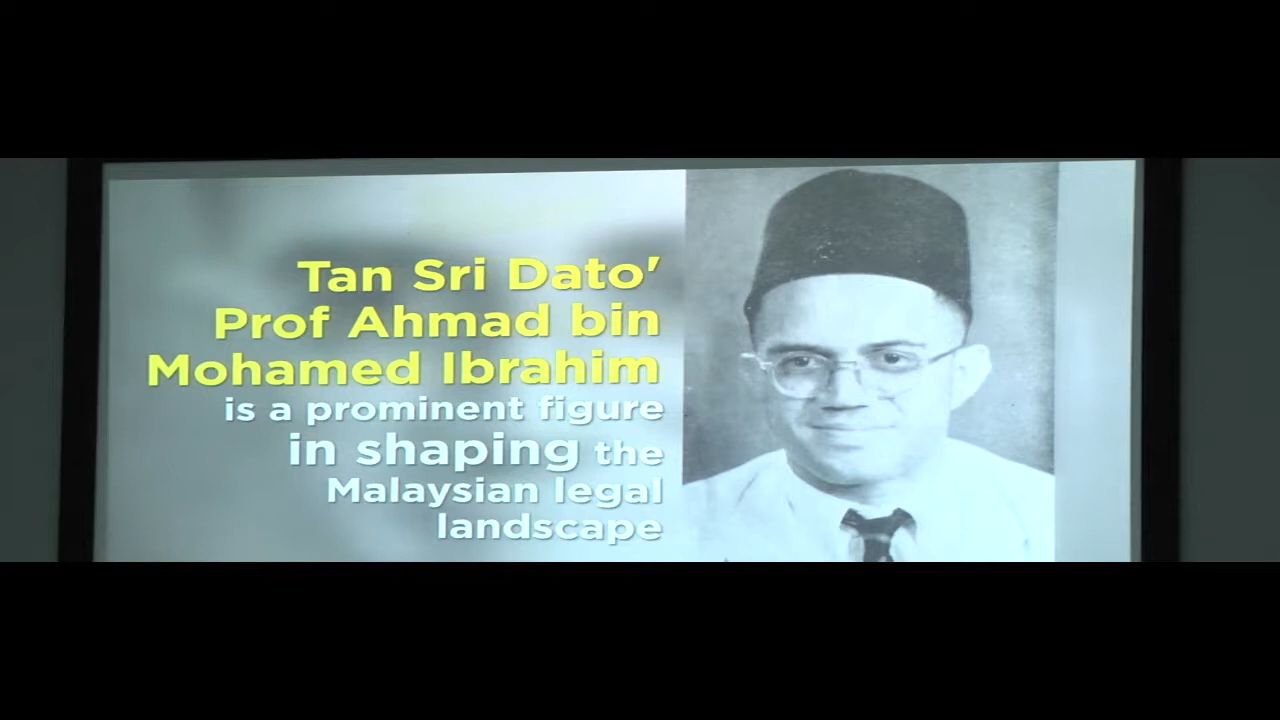 Tan Sri Dato'
Prof Ahmad bin
Mohamed Ibrahim
is a prominent figure
in shaping the
Malaysian legal
landscape